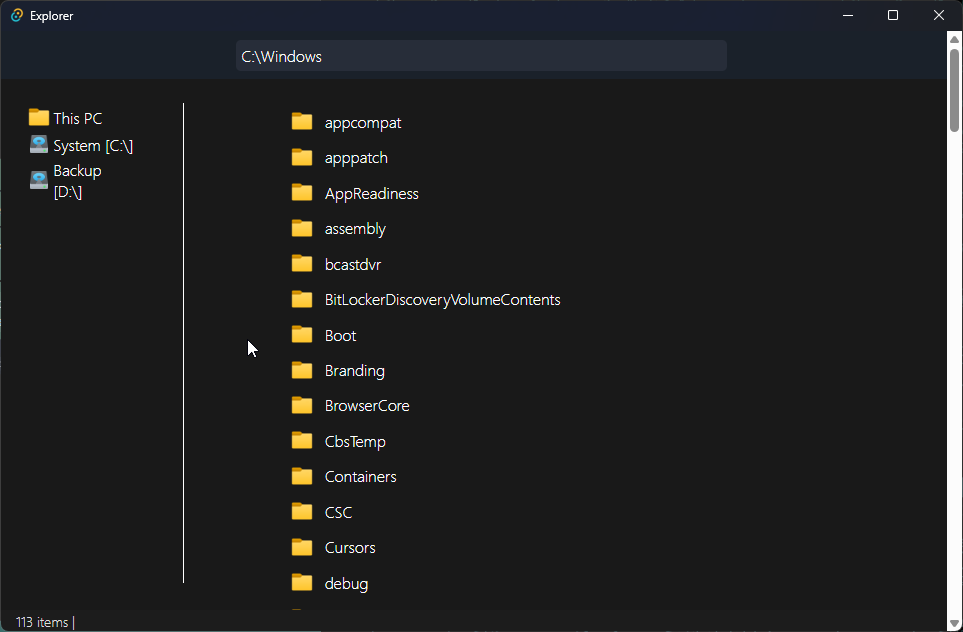 Explorer
C:\Windows
This PC
System [C:\]
Backup
[D:\]
appcompat
apppatch
AppReadiness
assembly
bcastdvr
BitLockerDiscoveryVolumeContents
Boot
Branding
BrowserCore
CbsTemp
Containers
CSC
Cursors
debug
113 items |